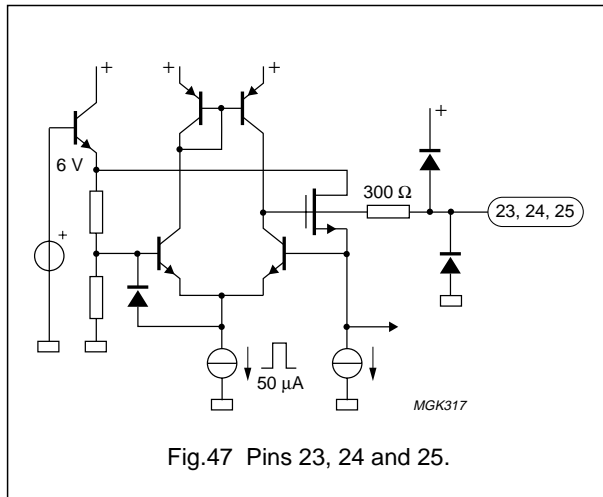 +
+
+
+
6 V
300 Ω
23, 24, 25
+
50 μA
MGK317
Fig.47 Pins 23, 24 and 25.